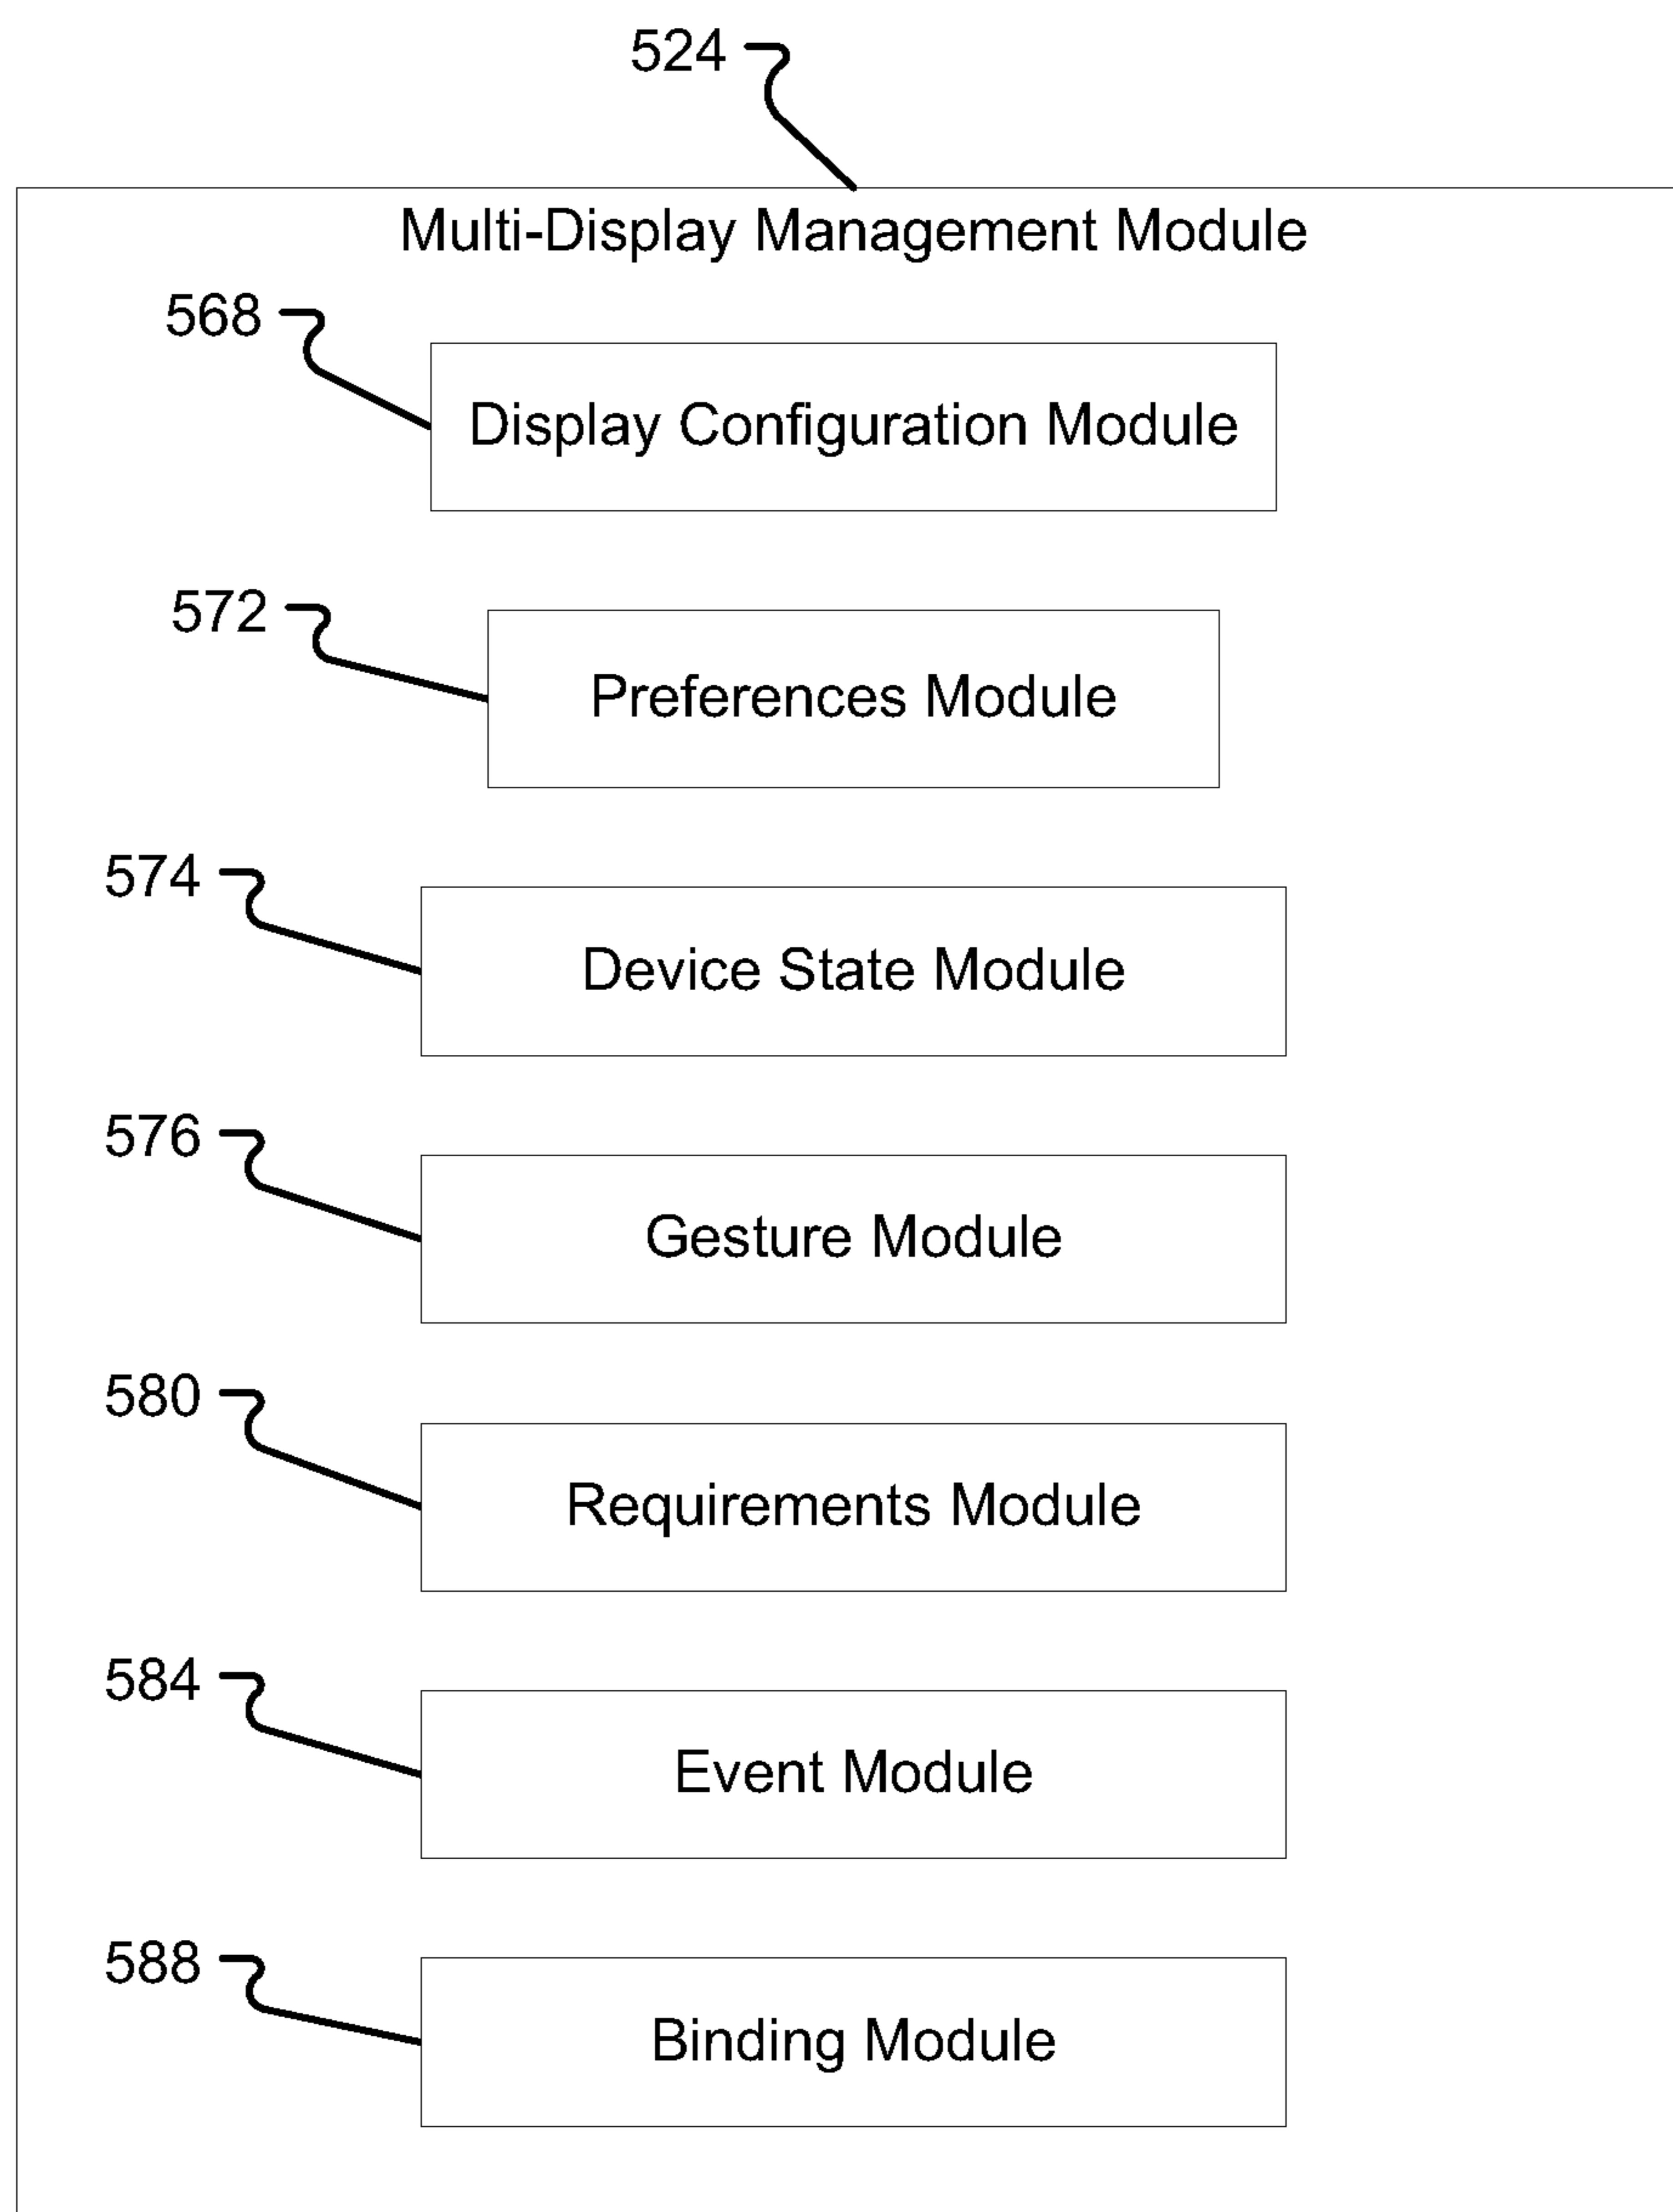 524
Multi-Display Management Module
568
Display Configuration Module
572
Preferences Module
574
Device State Module
576
Gesture Module
580
Requirements Module
584
Event Module
588
Binding Module